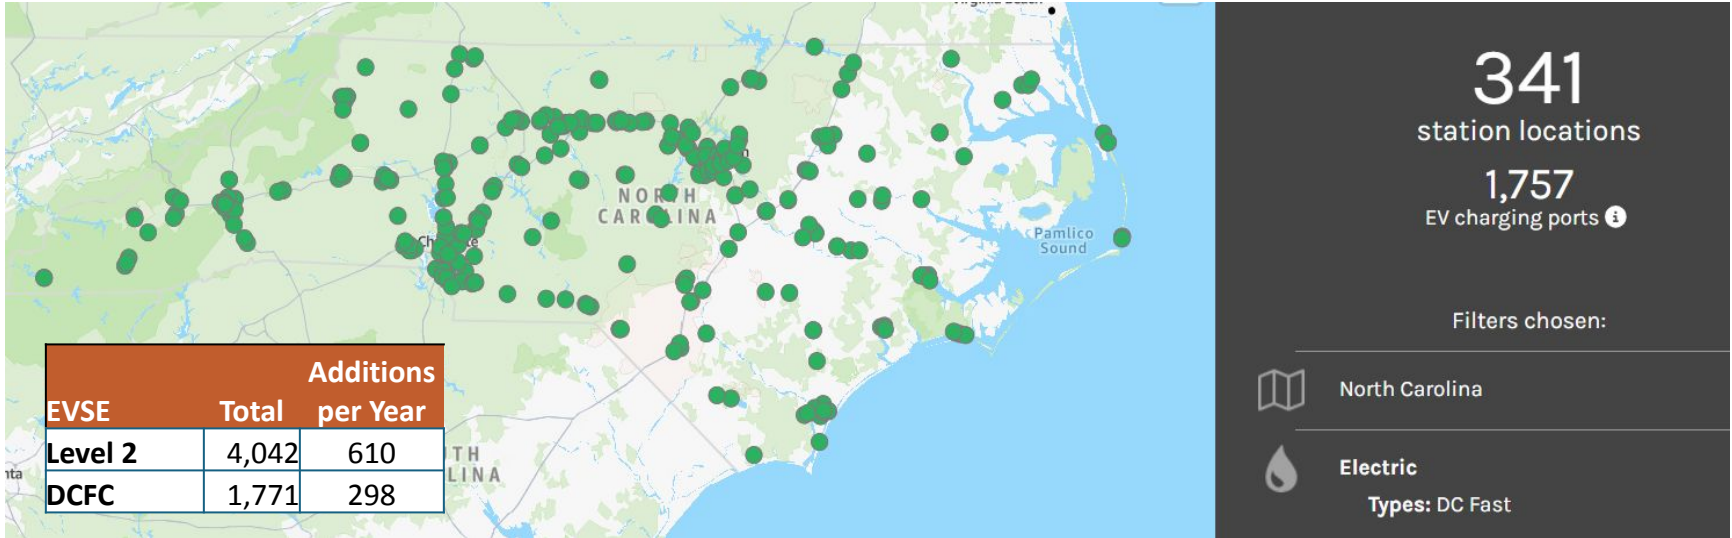 NORTH
CAROLINA
Pamlico
Sound
EVSE Total Additions per Year
Level 2 4,042 610
DCFC 1,771 298
341
station locations
1,757
EV charging ports
Filters chosen:
North Carolina
Electric
Types: DC Fast